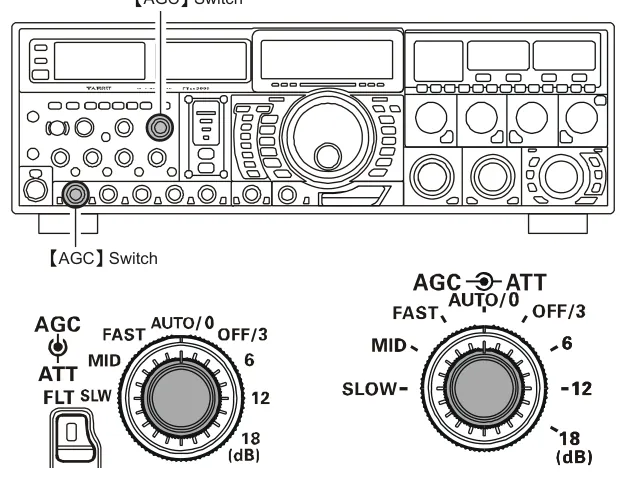 【AGC】Switch
YAESU
【AGC】Switch
AGC
ATT
FLT
SLW
MID
FAST
AUTO/0
OFF/3
6
12
18
(dB)
AGC ATT
AUTO/0
FAST
OFF/3
MID
6
SLOW
12
18
(dB)